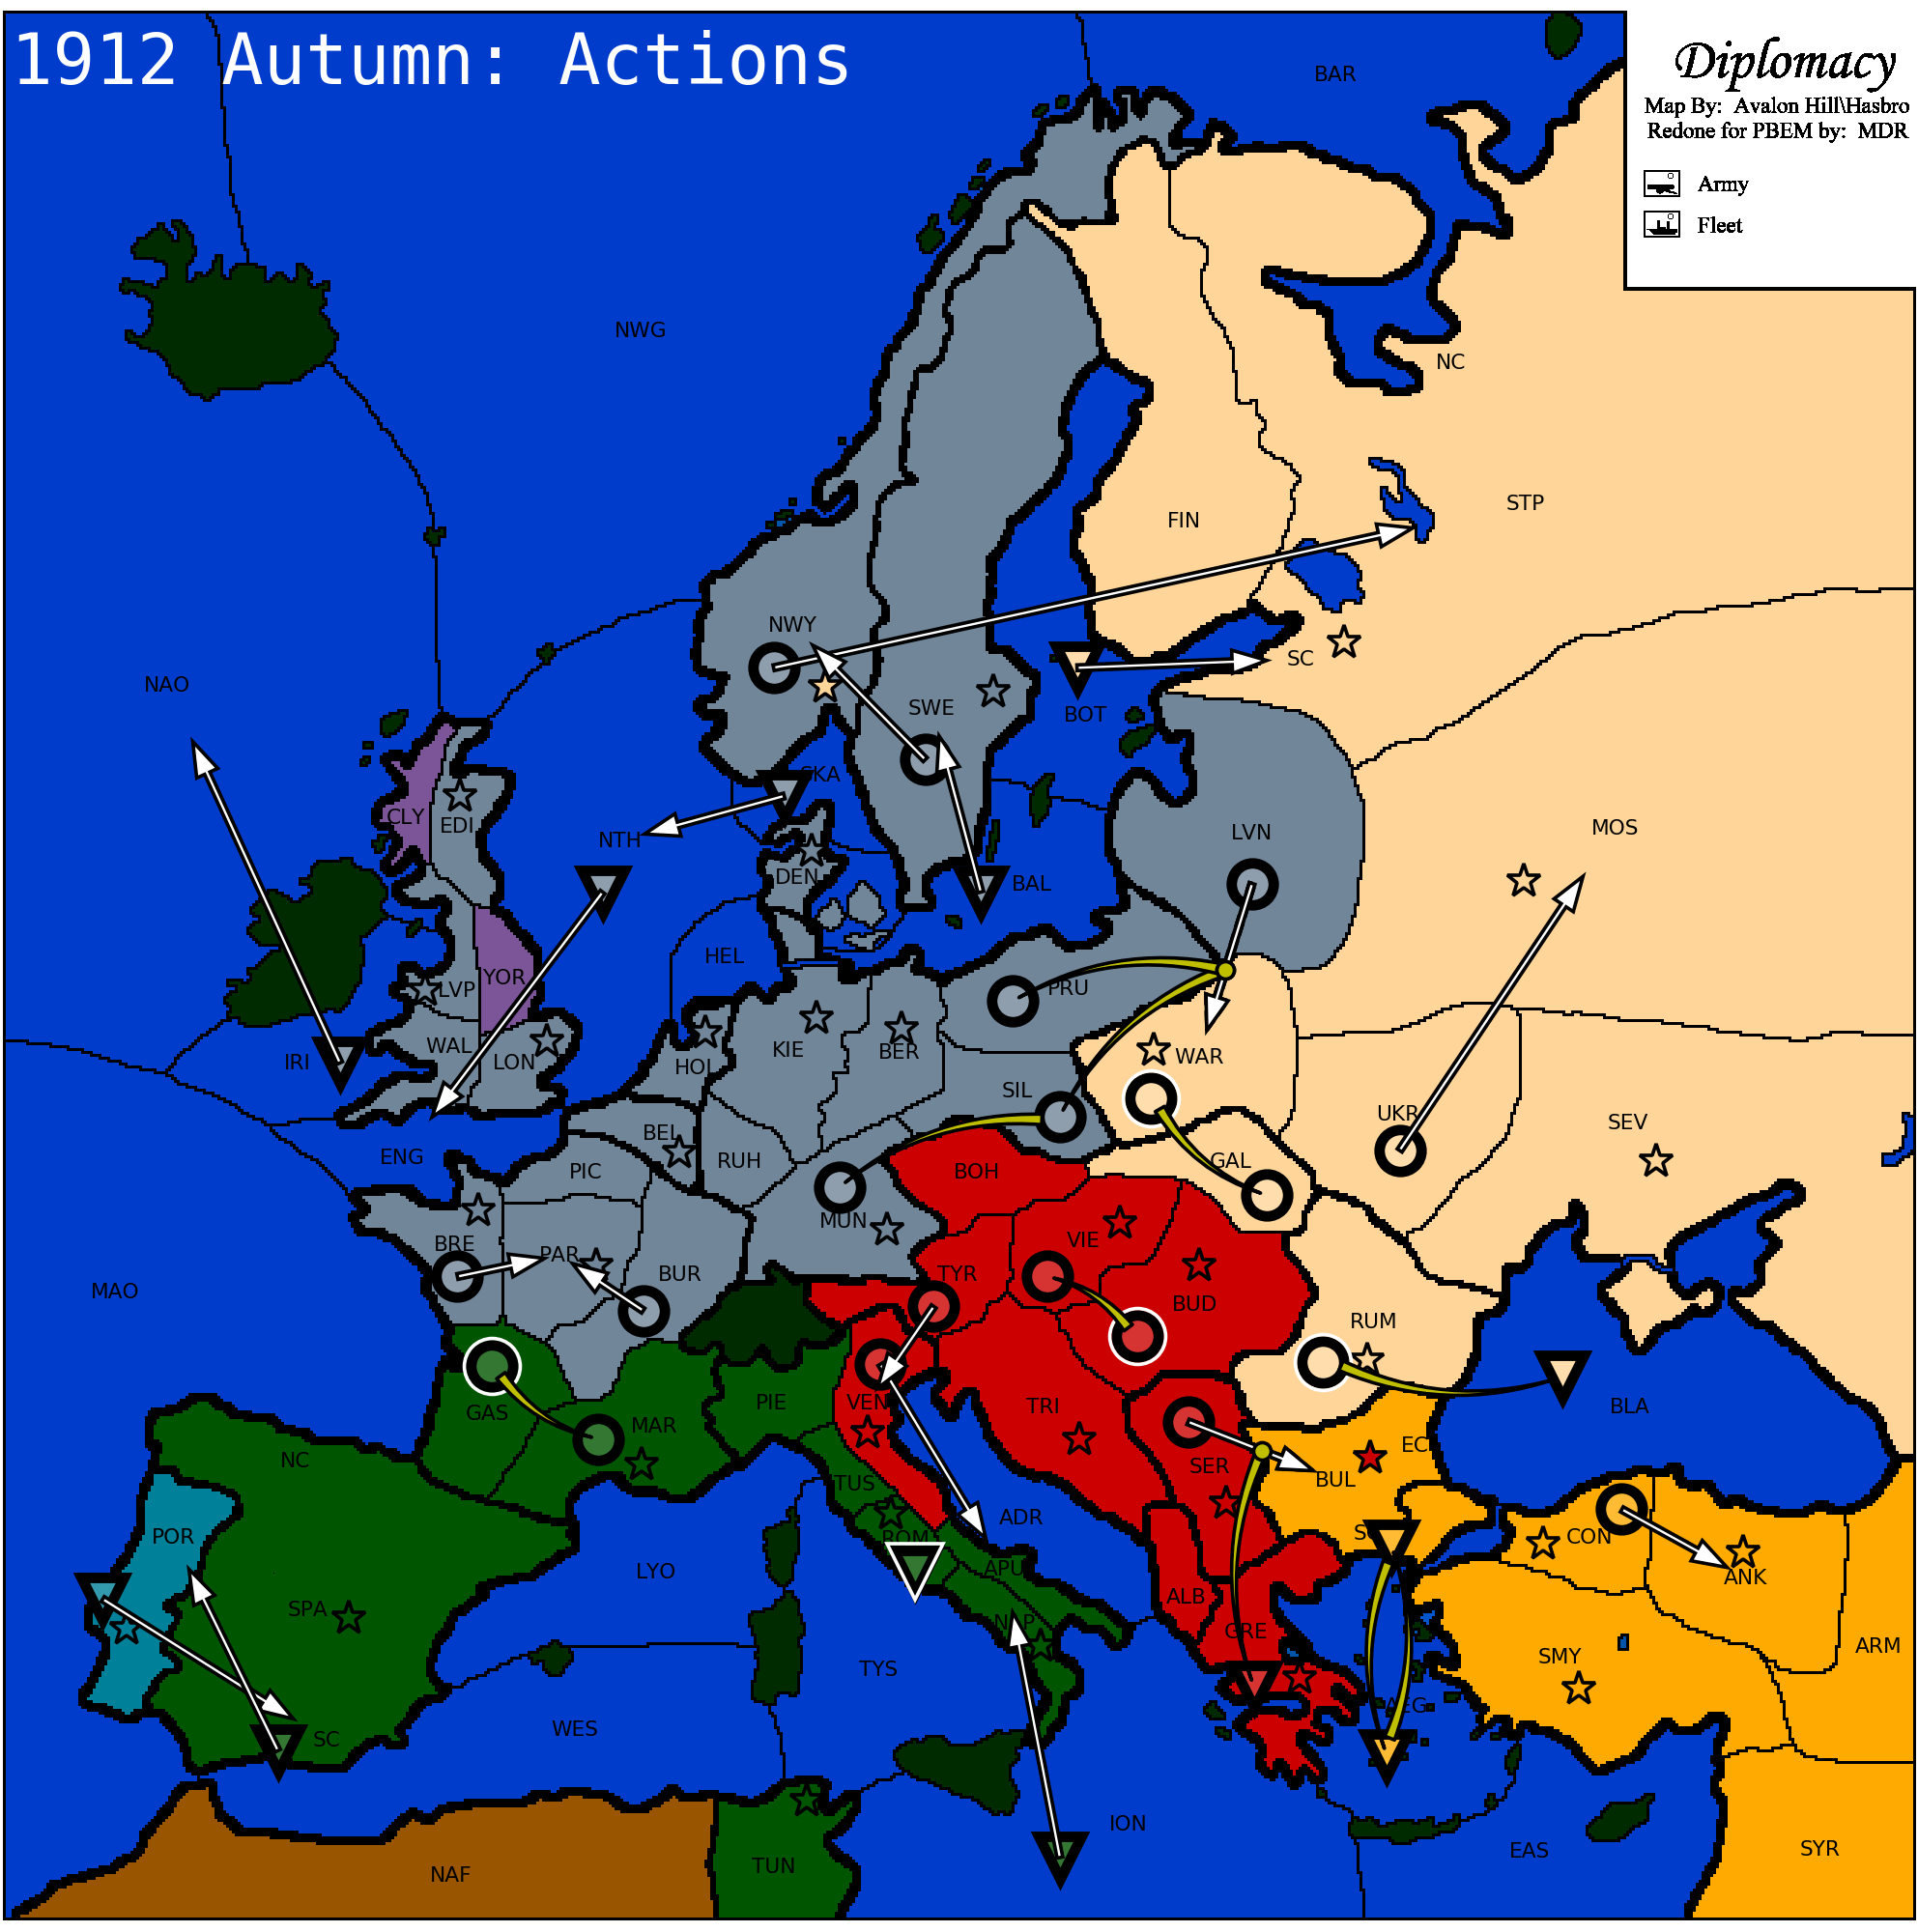 1912 Autumn: Actions
Diplomacy
Map By: Avalon Hill\Hasbro
Redone for PBEM by: MDR
Army
Fleet
BAR
NWG
NC
STP
FIN
NWY
SC
NAO
SWE
BOT
SKA
CLY
EDI
NTH
LVN
MOS
DEN
BAL
HEL
YOR
LVP
PRU
WAL
LON
IRI
HOL
KIE
BER
WAR
SIL
UKR
SEV
ENG
BEL
PIC
RUH
BOH
GAL
MUN
BRE
PAR
BUR
TYR
VIE
BUD
MAO
RUM
GAS
MAR
PIE
VEN
TRI
BLA
NC
TUS
SER
BUL
EC
POR
ROM
ADR
CON
ANK
LYO
APU
SPA
ALB
NAP
GRE
SMY
ARM
TYS
AEG
WES
SC
ION
EAS
SYR
NAF
TUN